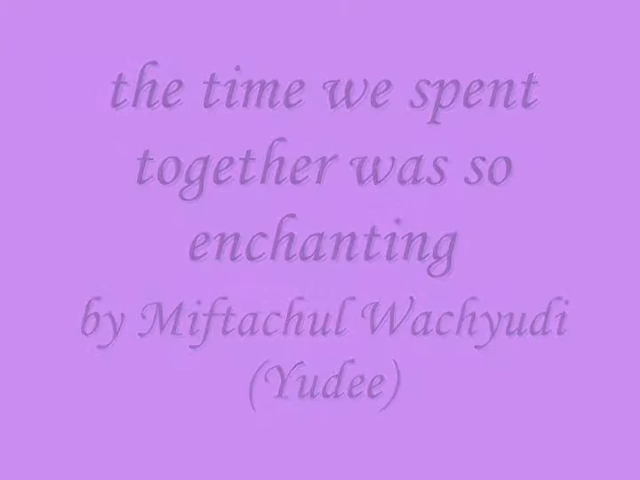 the time we spent
together was so
enchanting
by Miftachul Wachyudi
(Yudee)